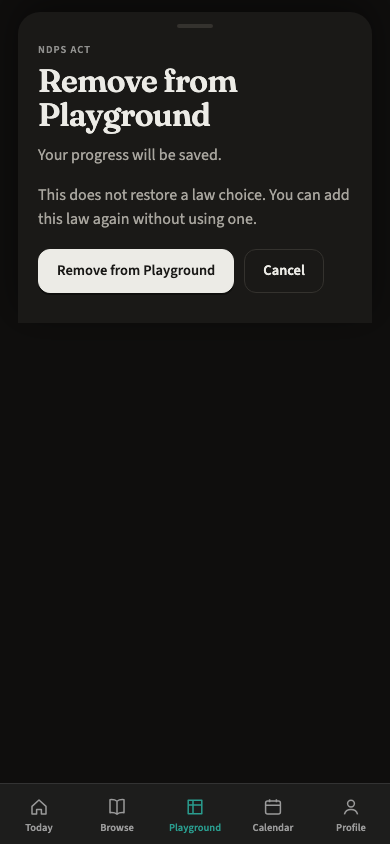 NDPS ACT
Remove from
Playground
Your progress will be saved.
This does not restore a law choice. You can add
this law again without using one.
Remove from Playground
Cancel
Today
Browse
Playground
Calendar
Profile